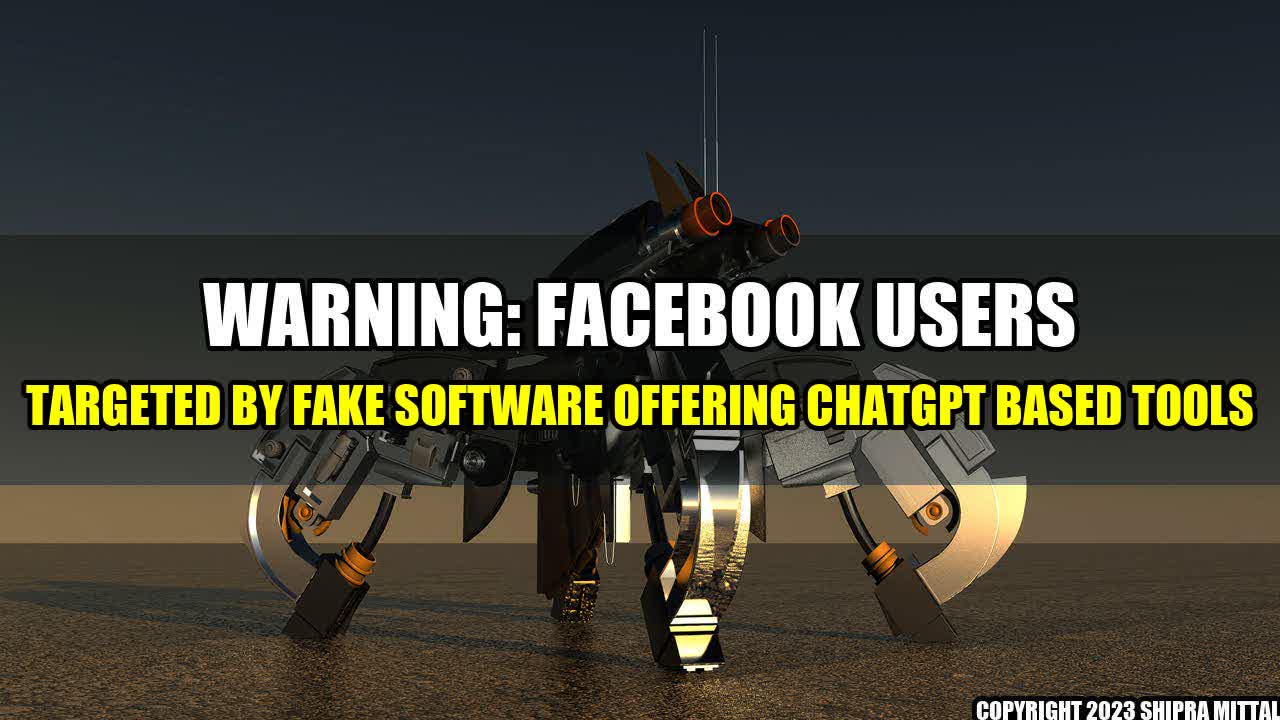 WARNING: FACEBOOK USERS
TARGETED BY FAKE SOFTWARE OFFERING CHATGPT BASED TOOLS
COPYRIGHT 2023 SHIPRA MITTAL